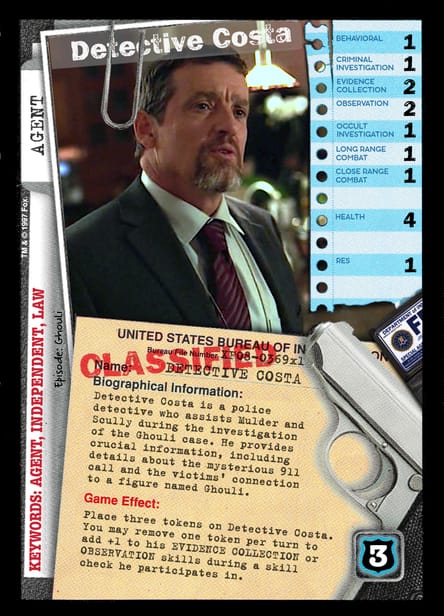 Detective Costa
AGENT
TM & © 1997 Fox.
KEYWORDS: AGENT, INDEPENDENT, LAW
Episode: Ghouli
BEHAVIORAL 1
CRIMINAL
INVESTIGATION 1
EVIDENCE
COLLECTION 2
OBSERVATION 2
OCCULT
INVESTIGATION 1
LONG RANGE
COMBAT 1
CLOSE RANGE
COMBAT 1
HEALTH 4
RES 1
UNITED STATES BUREAU OF IN
ON
Bureau File Number XF08-0369x1
CLASSIFIED
Name: DETECTIVE COSTA
Biographical Information:
Detective Costa is a police
detective who assists Mulder and
Scully during the investigation
of the Ghouli case. He provides
crucial information, including
details about the mysterious 911
call and the victims' connection
to a figure named Ghouli.
Game Effect:
Place three tokens on Detective Costa.
You may remove one token per turn to
add +1 to his EVIDENCE COLLECTION or
OBSERVATION skills during a skill
check he participates in.
3